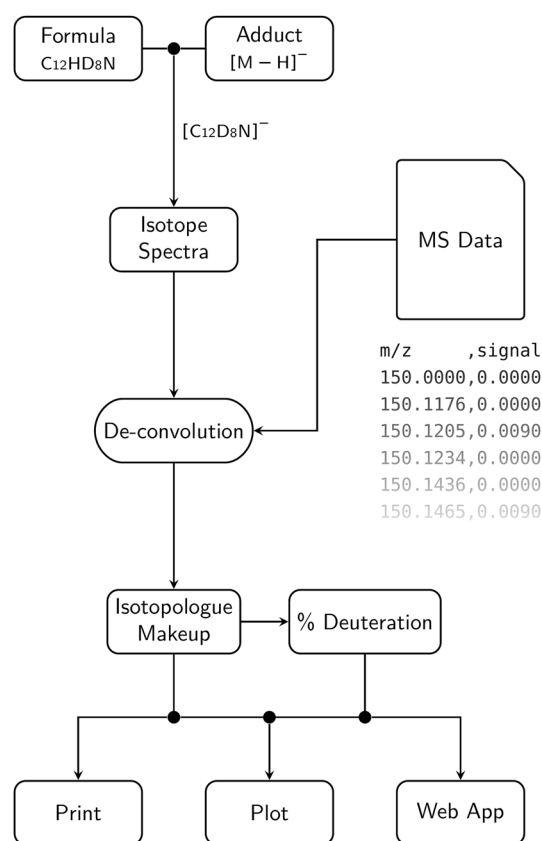 Formula
C₁₂HD₈N
Adduct
[M − H]⁻
[C₁₂D₈N]⁻
Isotope
Spectra
MS Data
m/z     ,signal
150.0000,0.0000
150.1176,0.0000
150.1205,0.0090
150.1234,0.0000
150.1436,0.0000
150.1465,0.0090
De-convolution
Isotopologue
Makeup
% Deuteration
Print
Plot
Web App